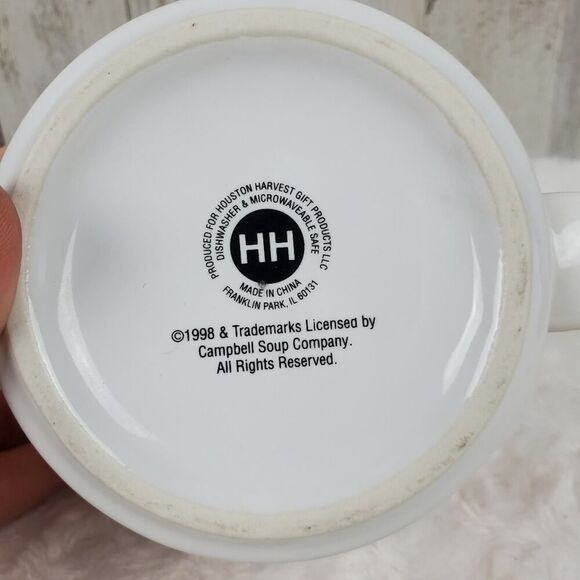 PRODUCED FOR HOUSTON HARVEST GIFT PRODUCTS LLC
DISHWASHER & MICROWAVEABLE SAFE
HH
MADE IN CHINA
FRANKLIN PARK, IL 60131
©1998 & Trademarks Licensed by
Campbell Soup Company.
All Rights Reserved.